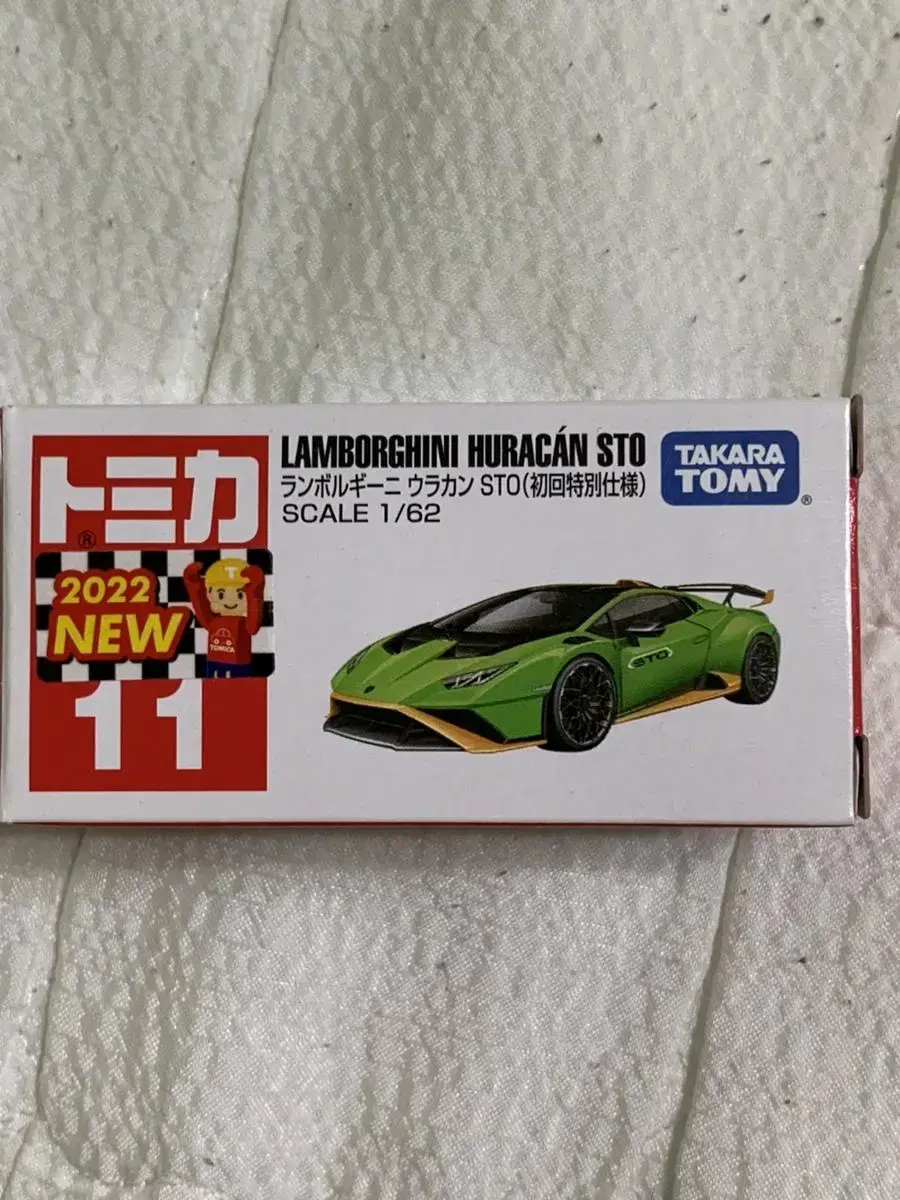 トミカ
®
2022
NEW
T
TOMICA
11
LAMBORGHINI HURACÁN STO
ランボルギーニ ウラカン STO(初回特別仕様)
SCALE 1/62
TAKARA
TOMY
®
STO